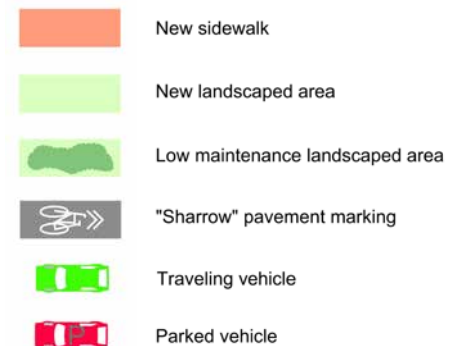 New sidewalk
New landscaped area
Low maintenance landscaped area
"Sharrow" pavement marking
Traveling vehicle
P
Parked vehicle